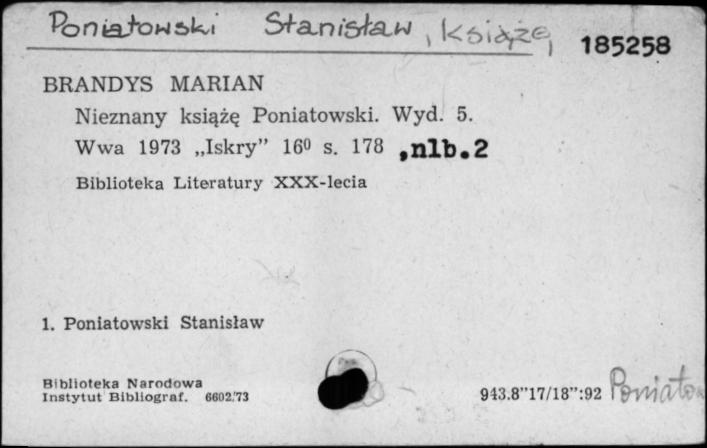 Poniatowski Stanisław, książę,
185258
BRANDYS MARIAN
Nieznany książę Poniatowski. Wyd. 5.
Wwa 1973 „Iskry” 16⁰ s. 178 ,nlb.2
Biblioteka Literatury XXX-lecia
1. Poniatowski Stanisław
Biblioteka Narodowa
Instytut Bibliograf. 6602/73
943.8”17/18”:92 Poniatow